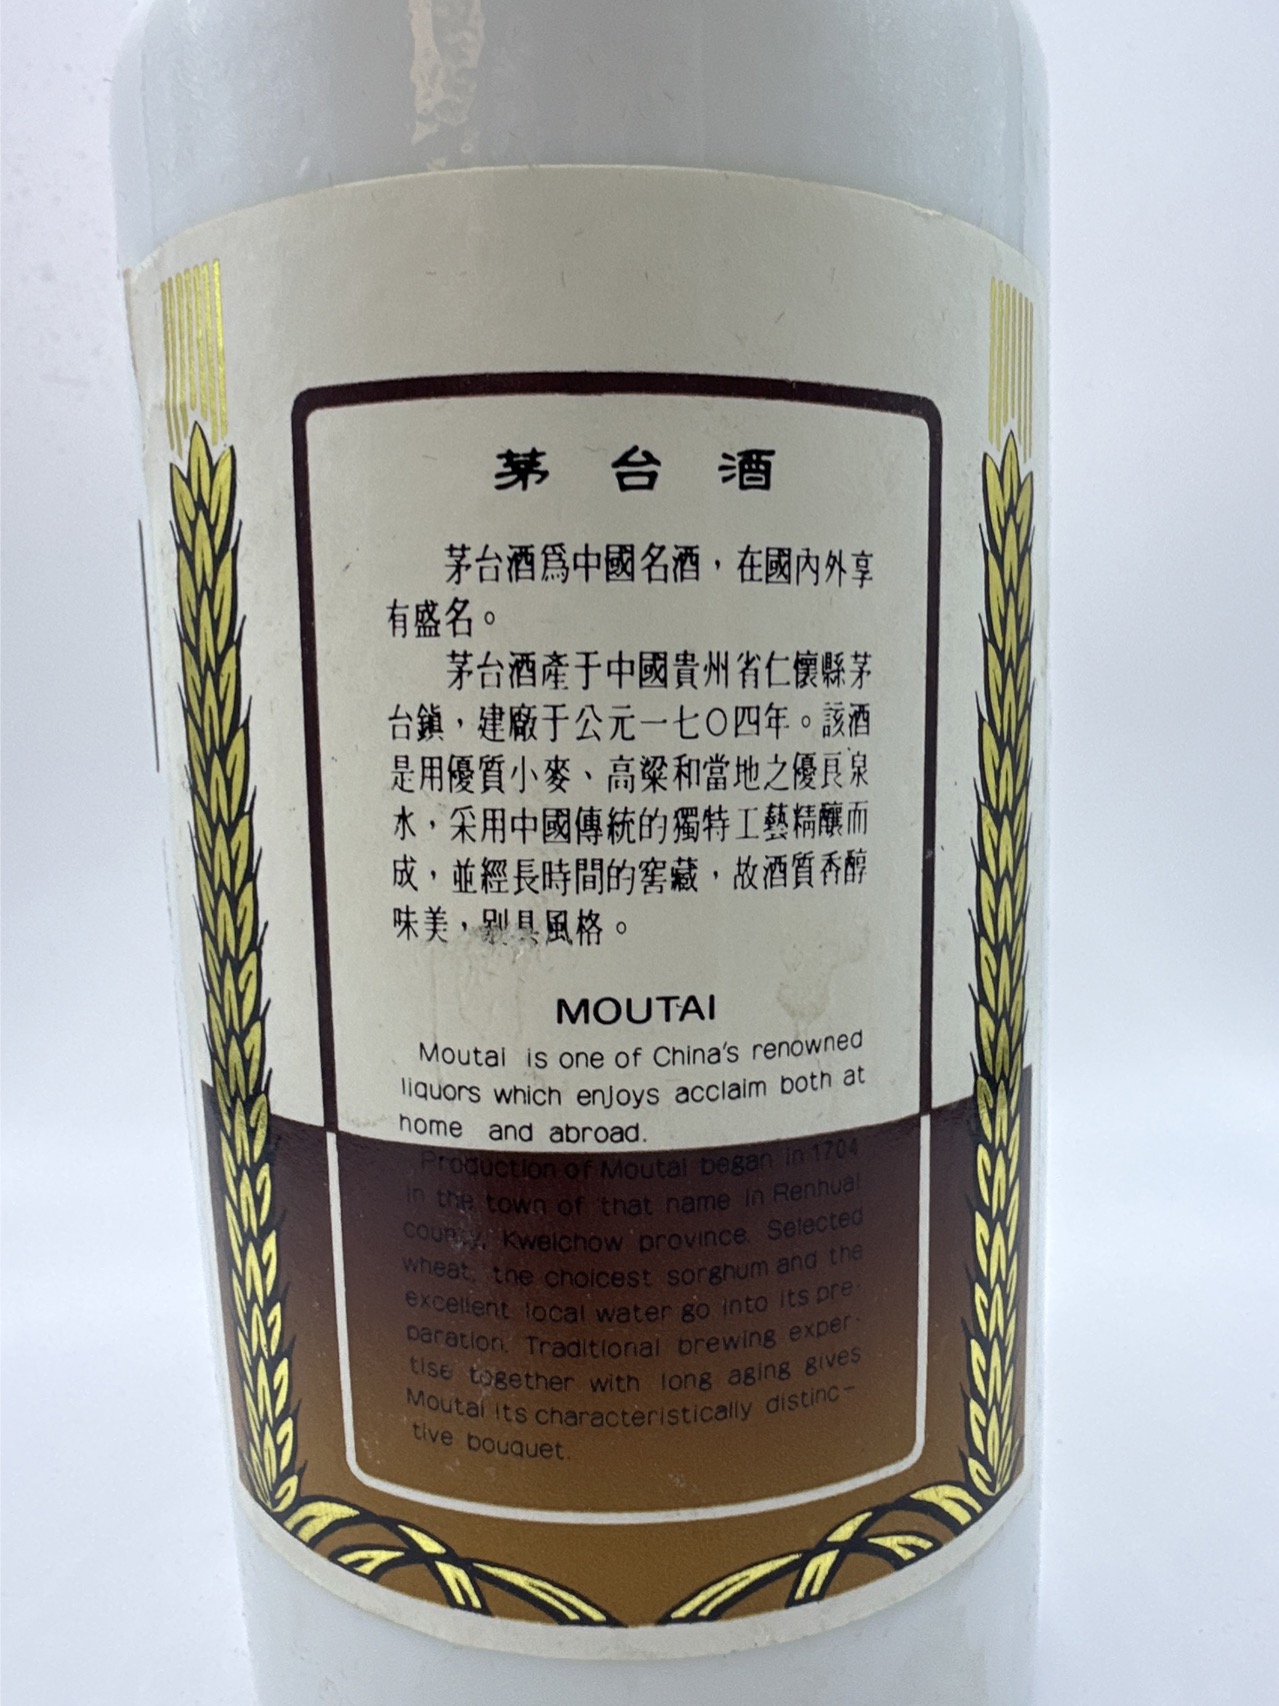 茅台酒
茅台酒爲中國名酒，在國內外享
有盛名。
茅台酒產于中國貴州省仁懷縣茅
台鎮，建廠于公元一七〇四年。該酒
是用優質小麥、高粱和當地之優良泉
水，采用中國傳統的獨特工藝精釀而
成，並經長時間的窖藏，故酒質香醇
味美，別具風格。
MOUTAI
Moutai is one of China's renowned
liquors which enjoys acclaim both at
home and abroad.
Production of Moutai began in 1704
in the town of that name in Renhuai
county, Kweichow province. Selected
wheat, the choicest sorghum and the
excellent local water go into its pre-
paration. Traditional brewing exper-
tise together with long aging gives
Moutai its characteristically distinc-
tive bouquet.